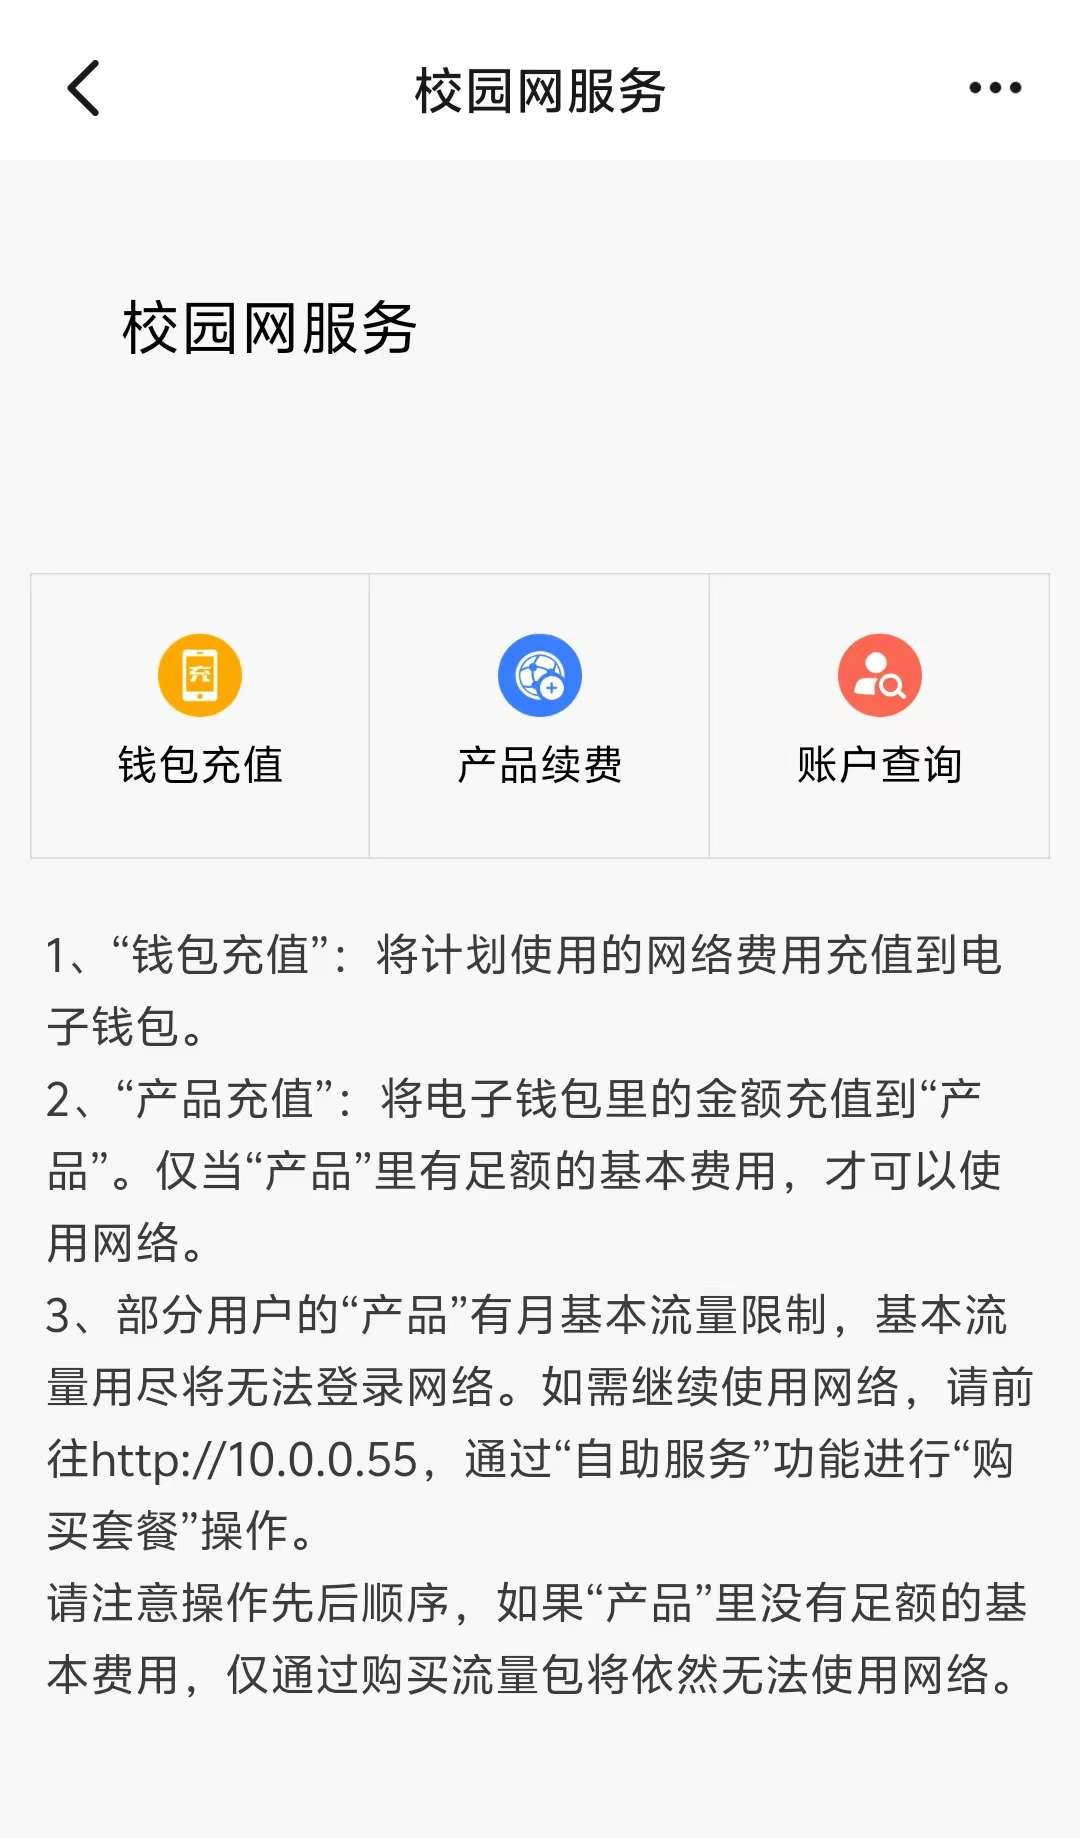 校园网服务
校园网服务
充
钱包充值
产品续费
账户查询
1、“钱包充值”：将计划使用的网络费用充值到电
子钱包。
2、“产品充值”：将电子钱包里的金额充值到“产
品”。仅当“产品”里有足额的基本费用，才可以使
用网络。
3、部分用户的“产品”有月基本流量限制，基本流
量用尽将无法登录网络。如需继续使用网络，请前
往http://10.0.0.55，通过“自助服务”功能进行“购
买套餐”操作。
请注意操作先后顺序，如果“产品”里没有足额的基
本费用，仅通过购买流量包将依然无法使用网络。